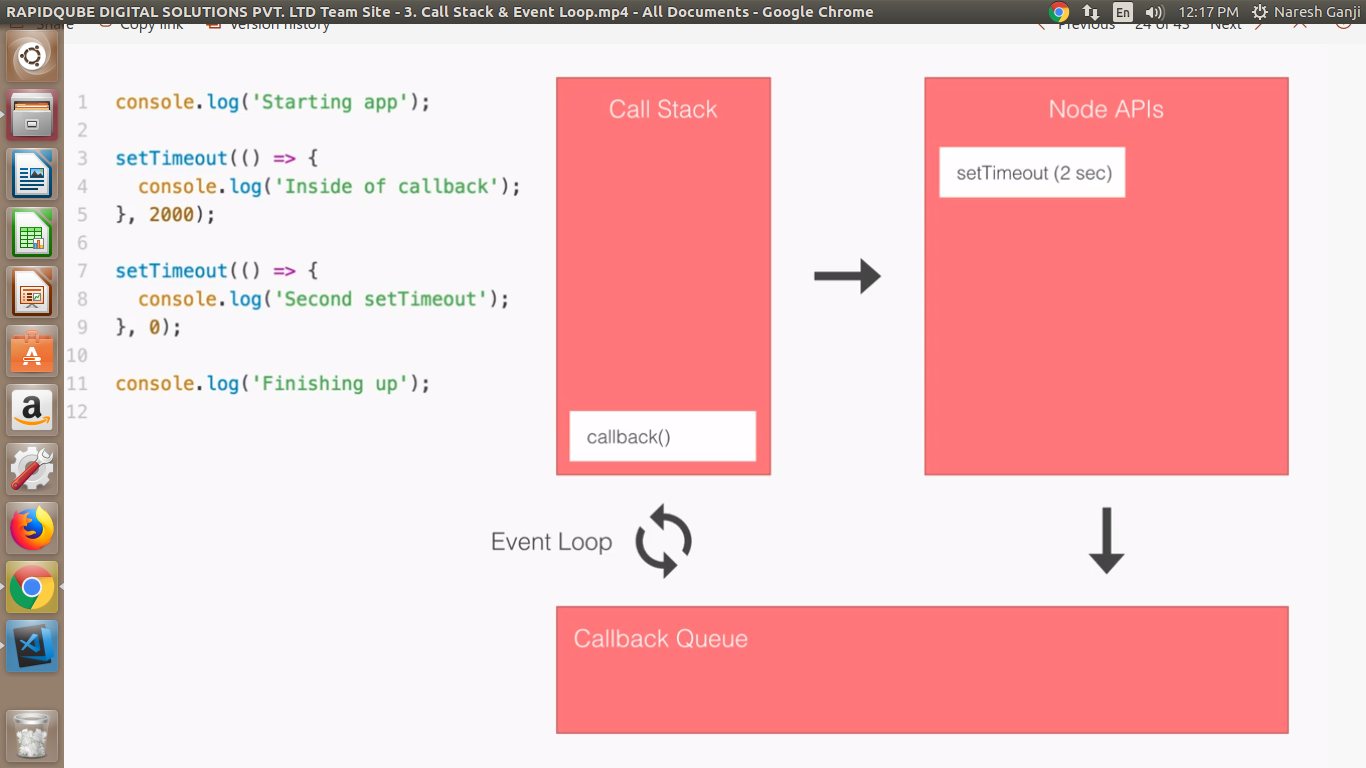 RAPIDQUBE DIGITAL SOLUTIONS PVT. LTD Team Site - 3. Call Stack & Event Loop.mp4 - All Documents - Google Chrome
En
12:17 PM
Naresh Ganji
Share
Copy link
Version history
Previous
24 of 43
Next
1 console.log('Starting app');
2
3 setTimeout(() => {
4 console.log('Inside of callback');
5 }, 2000);
6
7 setTimeout(() => {
8 console.log('Second setTimeout');
9 }, 0);
10
11 console.log('Finishing up');
12
Call Stack
callback()
Node APIs
setTimeout (2 sec)
Event Loop
Callback Queue